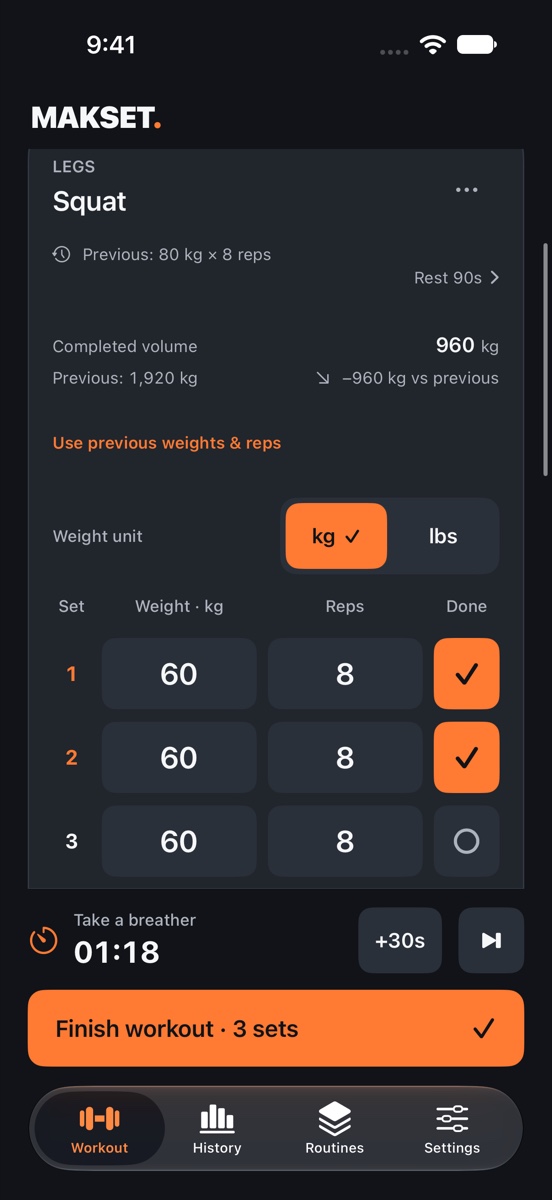 9:41
MAKSET.
LEGS
Squat
Previous: 80 kg × 8 reps
Rest 90s
Completed volume 960 kg
Previous: 1,920 kg −960 kg vs previous
Use previous weights & reps
Weight unit kg lbs
Set Weight · kg Reps Done
1 60 8
2 60 8
3 60 8
Take a breather
01:18
+30s
Finish workout · 3 sets
Workout History Routines Settings